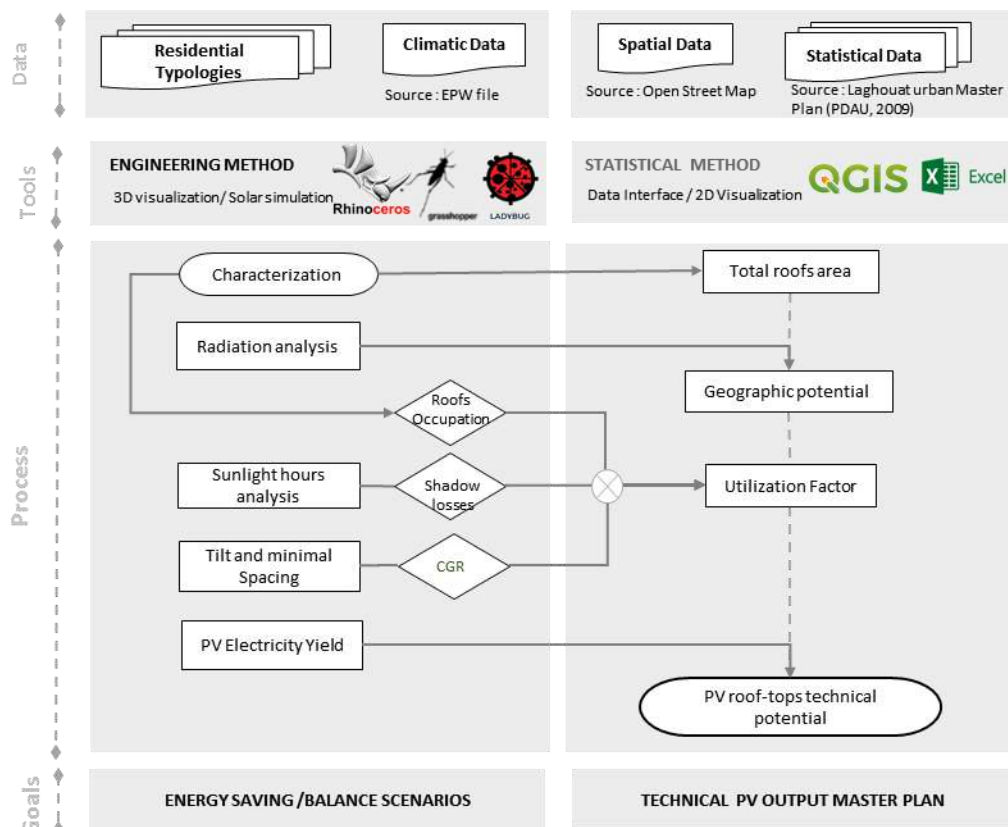 Data
Residential
Typologies
Climatic Data
Source : EPW file
Spatial Data
Source : Open Street Map
Statistical Data
Source : Laghouat urban Master
Plan (PDAU, 2009)
Tools
ENGINEERING METHOD
3D visualization/ Solar simulation
Rhinoceros
grasshopper
LADYBUG
STATISTICAL METHOD
Data Interface / 2D Visualization
QGIS
Excel
Process
Characterization
Total roofs area
Radiation analysis
Geographic potential
Roofs
Occupation
Sunlight hours
analysis
Shadow
losses
Utilization Factor
Tilt and minimal
Spacing
CGR
PV Electricity Yield
PV roof-tops technical
potential
Goals
ENERGY SAVING /BALANCE SCENARIOS
TECHNICAL PV OUTPUT MASTER PLAN